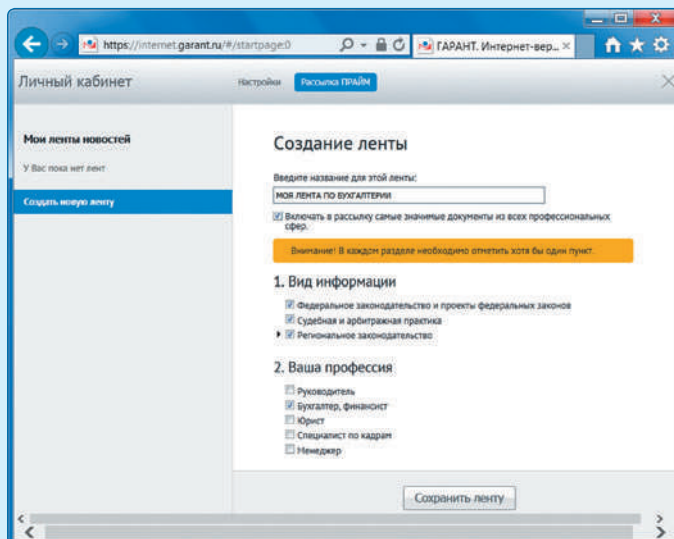 https://internet.garant.ru/#/startpage:0
ГАРАНТ. Интернет-вер...
Личный кабинет
Настройки
Рассылка ПРАЙМ
Мои ленты новостей
У Вас пока нет лент
Создать новую ленту
Создание ленты
Введите название для этой ленты:
МОЯ ЛЕНТА ПО БУХГАЛТЕРИИ
Включать в рассылку самые значимые документы из всех профессиональных
сфер.
Внимание! В каждом разделе необходимо отметить хотя бы один пункт.
1. Вид информации
Федеральное законодательство и проекты федеральных законов
Судебная и арбитражная практика
Региональное законодательство
2. Ваша профессия
Руководитель
Бухгалтер, финансист
Юрист
Специалист по кадрам
Менеджер
Сохранить ленту